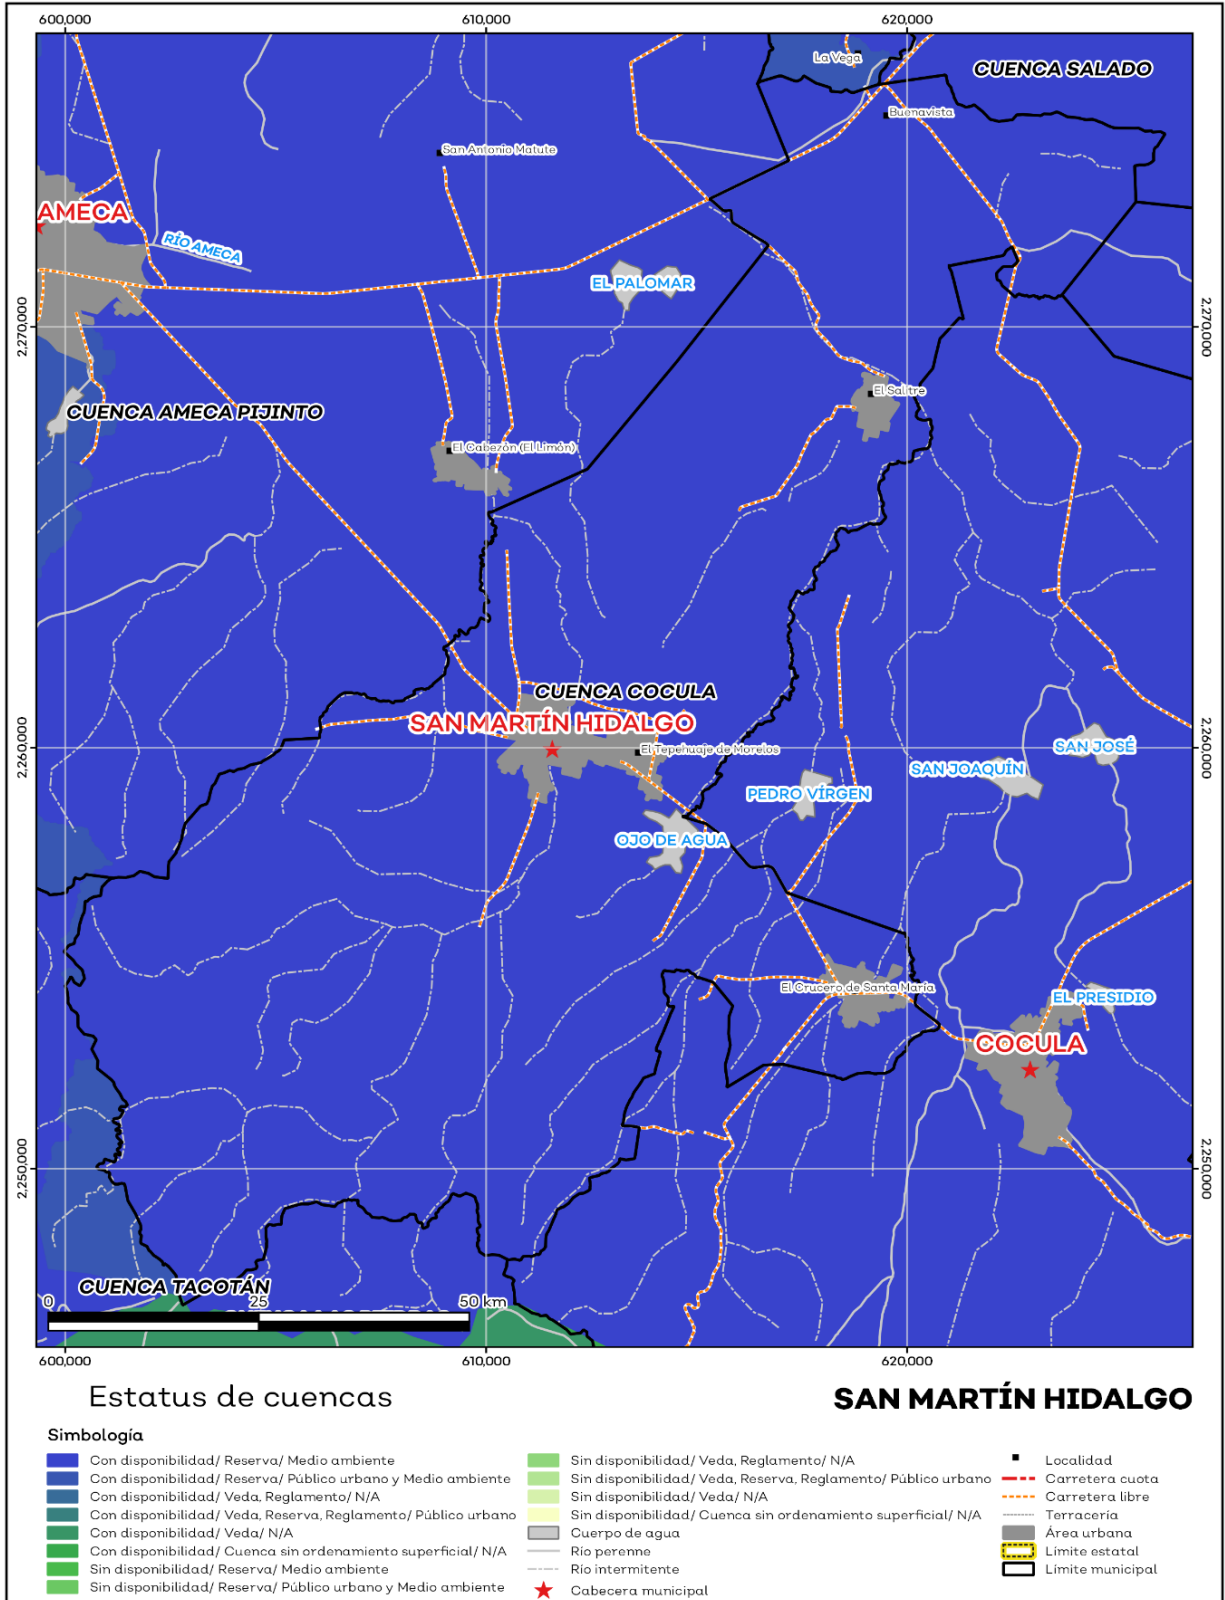 600,000
610,000
620,000
La Vega
CUENCA SALADO
Buenavista
San Antonio Matute
AMECA
RÍO AMECA
EL PALOMAR
2,270,000
2,270,000
El Salitre
CUENCA AMECA PIJINTO
El Cabezón (El Limón)
CUENCA COCULA
SAN MARTÍN HIDALGO
El Tepehuaje de Morelos
SAN JOSÉ
2,260,000
2,260,000
SAN JOAQUÍN
PEDRO VÍRGEN
OJO DE AGUA
El Crucero de Santa María
EL PRESIDIO
COCULA
2,250,000
2,250,000
CUENCA TACOTÁN
0
25
50 km
600,000
610,000
620,000
Estatus de cuencas
SAN MARTÍN HIDALGO
Simbología
Con disponibilidad/ Reserva/ Medio ambiente
Con disponibilidad/ Reserva/ Público urbano y Medio ambiente
Con disponibilidad/ Veda, Reglamento/ N/A
Con disponibilidad/ Veda, Reserva, Reglamento/ Público urbano
Con disponibilidad/ Veda/ N/A
Con disponibilidad/ Cuenca sin ordenamiento superficial/ N/A
Sin disponibilidad/ Reserva/ Medio ambiente
Sin disponibilidad/ Reserva/ Público urbano y Medio ambiente
Sin disponibilidad/ Veda, Reglamento/ N/A
Sin disponibilidad/ Veda, Reserva, Reglamento/ Público urbano
Sin disponibilidad/ Veda/ N/A
Sin disponibilidad/ Cuenca sin ordenamiento superficial/ N/A
Cuerpo de agua
Río perenne
Río intermitente
Cabecera municipal
Localidad
Carretera cuota
Carretera libre
Terracería
Área urbana
Límite estatal
Límite municipal